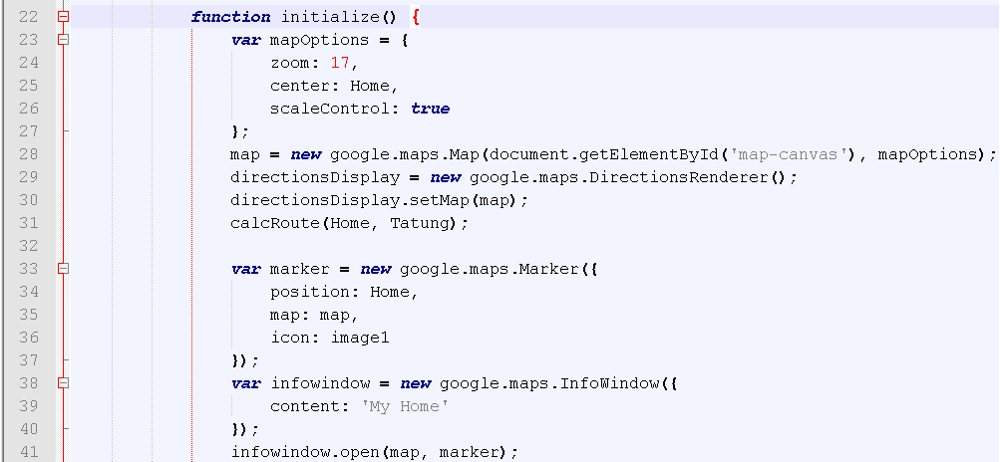 22 function initialize() {
23 var mapOptions = {
24 zoom: 17,
25 center: Home,
26 scaleControl: true
27 };
28 map = new google.maps.Map(document.getElementById('map-canvas'), mapOptions);
29 directionsDisplay = new google.maps.DirectionsRenderer();
30 directionsDisplay.setMap(map);
31 calcRoute(Home, Tatung);
32
33 var marker = new google.maps.Marker({
34 position: Home,
35 map: map,
36 icon: image1
37 });
38 var infowindow = new google.maps.InfoWindow({
39 content: 'My Home'
40 });
41 infowindow.open(map, marker);